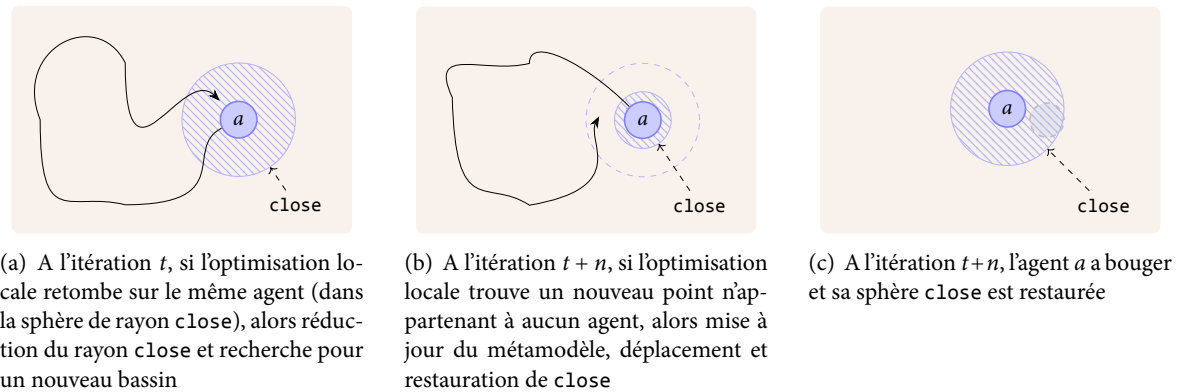 a
close
a
close
a
close
(a) A l'itération t, si l'optimisation lo-
cale retombe sur le même agent (dans
la sphère de rayon close), alors réduc-
tion du rayon close et recherche pour
un nouveau bassin
(b) A l'itération t + n, si l'optimisation
locale trouve un nouveau point n'ap-
partenant à aucun agent, alors mise à
jour du métamodèle, déplacement et
restauration de close
(c) A l'itération t+n, l'agent a a bouger
et sa sphère close est restaurée